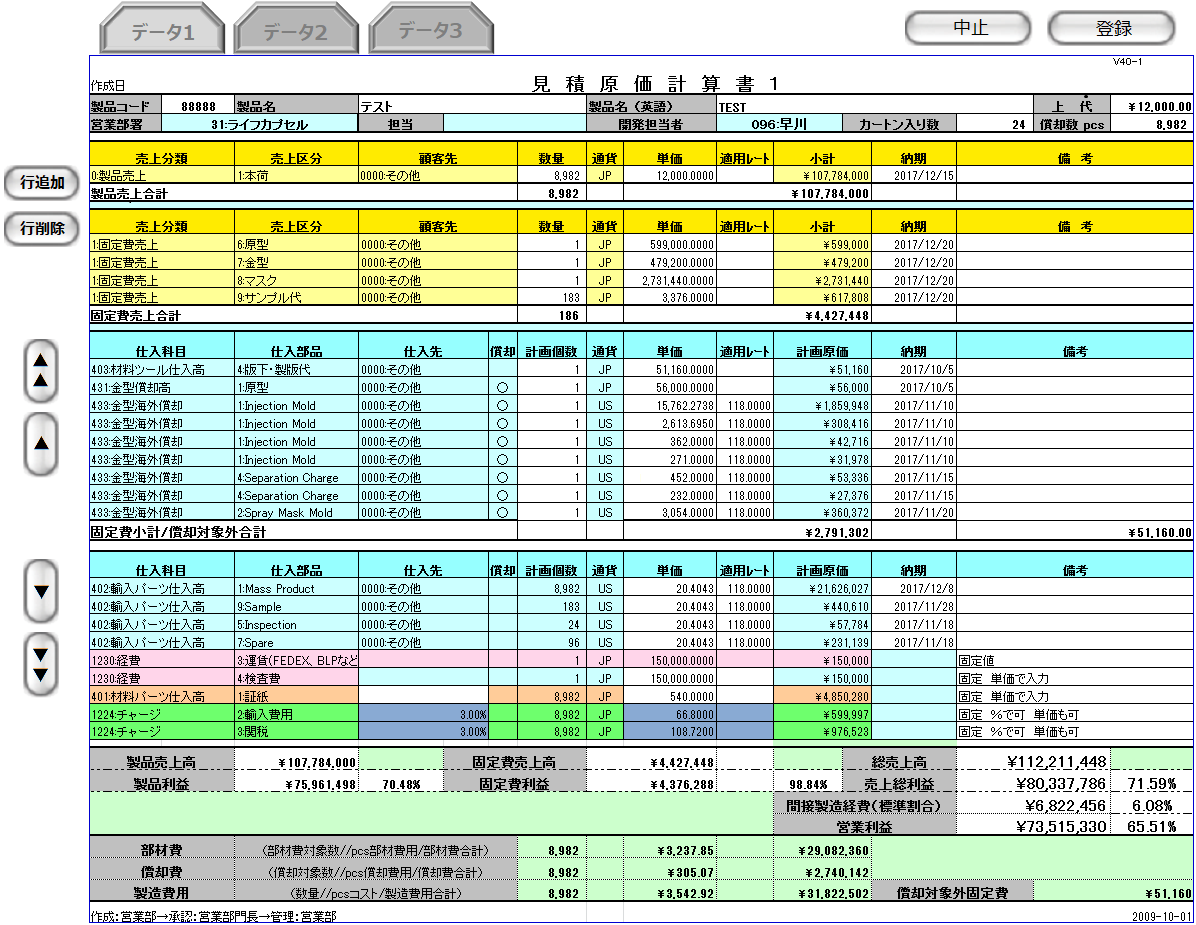 データ1 データ2 データ3 中止 登録
V40-1
作成日 見 積 原 価 計 算 書 1
製品コード 88888 製品名 テスト 製品名（英語） TEST 上　代 ¥12,000.00
営業部署 31:ライフカプセル 担当 開発担当者 096:早川 カートン入り数 24 償却数 pcs 8,982
売上分類 売上区分 顧客先 数量 通貨 単価 適用レート 小計 納期 備　考
行追加 0:製品売上 1:本荷 0000:その他 8,982 JP 12,000.0000 ¥107,784,000 2017/12/15
製品売上合計 8,982 ¥107,784,000
行削除 売上分類 売上区分 顧客先 数量 通貨 単価 適用レート 小計 納期 備　考
1:固定費売上 6:原型 0000:その他 1 JP 599,000.0000 ¥599,000 2017/12/20
1:固定費売上 7:金型 0000:その他 1 JP 479,200.0000 ¥479,200 2017/12/20
1:固定費売上 8:マスク 0000:その他 1 JP 2,731,440.0000 ¥2,731,440 2017/12/20
1:固定費売上 9:サンプル代 0000:その他 183 JP 3,376.0000 ¥617,808 2017/12/20
固定費売上合計 186 ¥4,427,448
仕入科目 仕入部品 仕入先 償却 計画個数 通貨 単価 適用レート 計画原価 納期 備考
403:材料ツール仕入高 4:版下・製版代 0000:その他 1 JP 51,160.0000 ¥51,160 2017/10/5
431:金型償却高 1:原型 0000:その他 ○ 1 JP 56,000.0000 ¥56,000 2017/10/5
433:金型海外償却 1:Injection Mold 0000:その他 ○ 1 US 15,762.2738 118.0000 ¥1,859,948 2017/11/10
433:金型海外償却 1:Injection Mold 0000:その他 ○ 1 US 2,613.6950 118.0000 ¥308,416 2017/11/10
433:金型海外償却 1:Injection Mold 0000:その他 ○ 1 US 362.0000 118.0000 ¥42,716 2017/11/10
433:金型海外償却 1:Injection Mold 0000:その他 ○ 1 US 271.0000 118.0000 ¥31,978 2017/11/10
433:金型海外償却 4:Separation Charge 0000:その他 ○ 1 US 452.0000 118.0000 ¥53,336 2017/11/15
433:金型海外償却 4:Separation Charge 0000:その他 ○ 1 US 232.0000 118.0000 ¥27,376 2017/11/15
433:金型海外償却 2:Spray Mask Mold 0000:その他 ○ 1 US 3,054.0000 118.0000 ¥360,372 2017/11/20
固定費小計/償却対象外合計 ¥2,791,302 ¥51,160.00
仕入科目 仕入部品 仕入先 償却 計画個数 通貨 単価 適用レート 計画原価 納期 備考
402:輸入パーツ仕入高 1:Mass Product 0000:その他 8,982 US 20.4043 118.0000 ¥21,626,027 2017/12/8
402:輸入パーツ仕入高 9:Sample 0000:その他 183 US 20.4043 118.0000 ¥440,610 2017/11/28
402:輸入パーツ仕入高 5:Inspection 0000:その他 24 US 20.4043 118.0000 ¥57,784 2017/11/18
402:輸入パーツ仕入高 7:Spare 0000:その他 96 US 20.4043 118.0000 ¥231,139 2017/11/18
1230:経費 3:運賃(FEDEX、BLPなど 1 JP 150,000.0000 ¥150,000 固定値
1230:経費 4:検査費 1 JP 150,000.0000 ¥150,000 固定　単価で入力
401:材料パーツ仕入高 1:証紙 8,982 JP 540.0000 ¥4,850,280 固定　単価で入力
1224:チャージ 2:輸入費用 3.00% 8,982 JP 66.8000 ¥599,997 固定　％で可　単価も可
1224:チャージ 3:関税 3.00% 8,982 JP 108.7200 ¥976,523 固定　％で可　単価も可
製品売上高 ¥107,784,000 固定費売上高 ¥4,427,448 総売上高 ¥112,211,448
製品利益 ¥75,961,498 70.48% 固定費利益 ¥4,376,288 98.84% 売上総利益 ¥80,337,786 71.59%
間接製造経費(標準割合) ¥6,822,456 6.08%
営業利益 ¥73,515,330 65.51%
部材費 (部材費対象数//pcs部材費用/部材費合計) 8,982 ¥3,237.85 ¥29,082,360
償却費 (償却対象数//pcs償却費用/償却費合計) 8,982 ¥305.07 ¥2,740,142
製造費用 (数量//pcsコスト/製造費用合計) 8,982 ¥3,542.92 ¥31,822,502 償却対象外固定費 ¥51,160
作成：営業部→承認：営業部門長→管理：営業部 2009-10-01